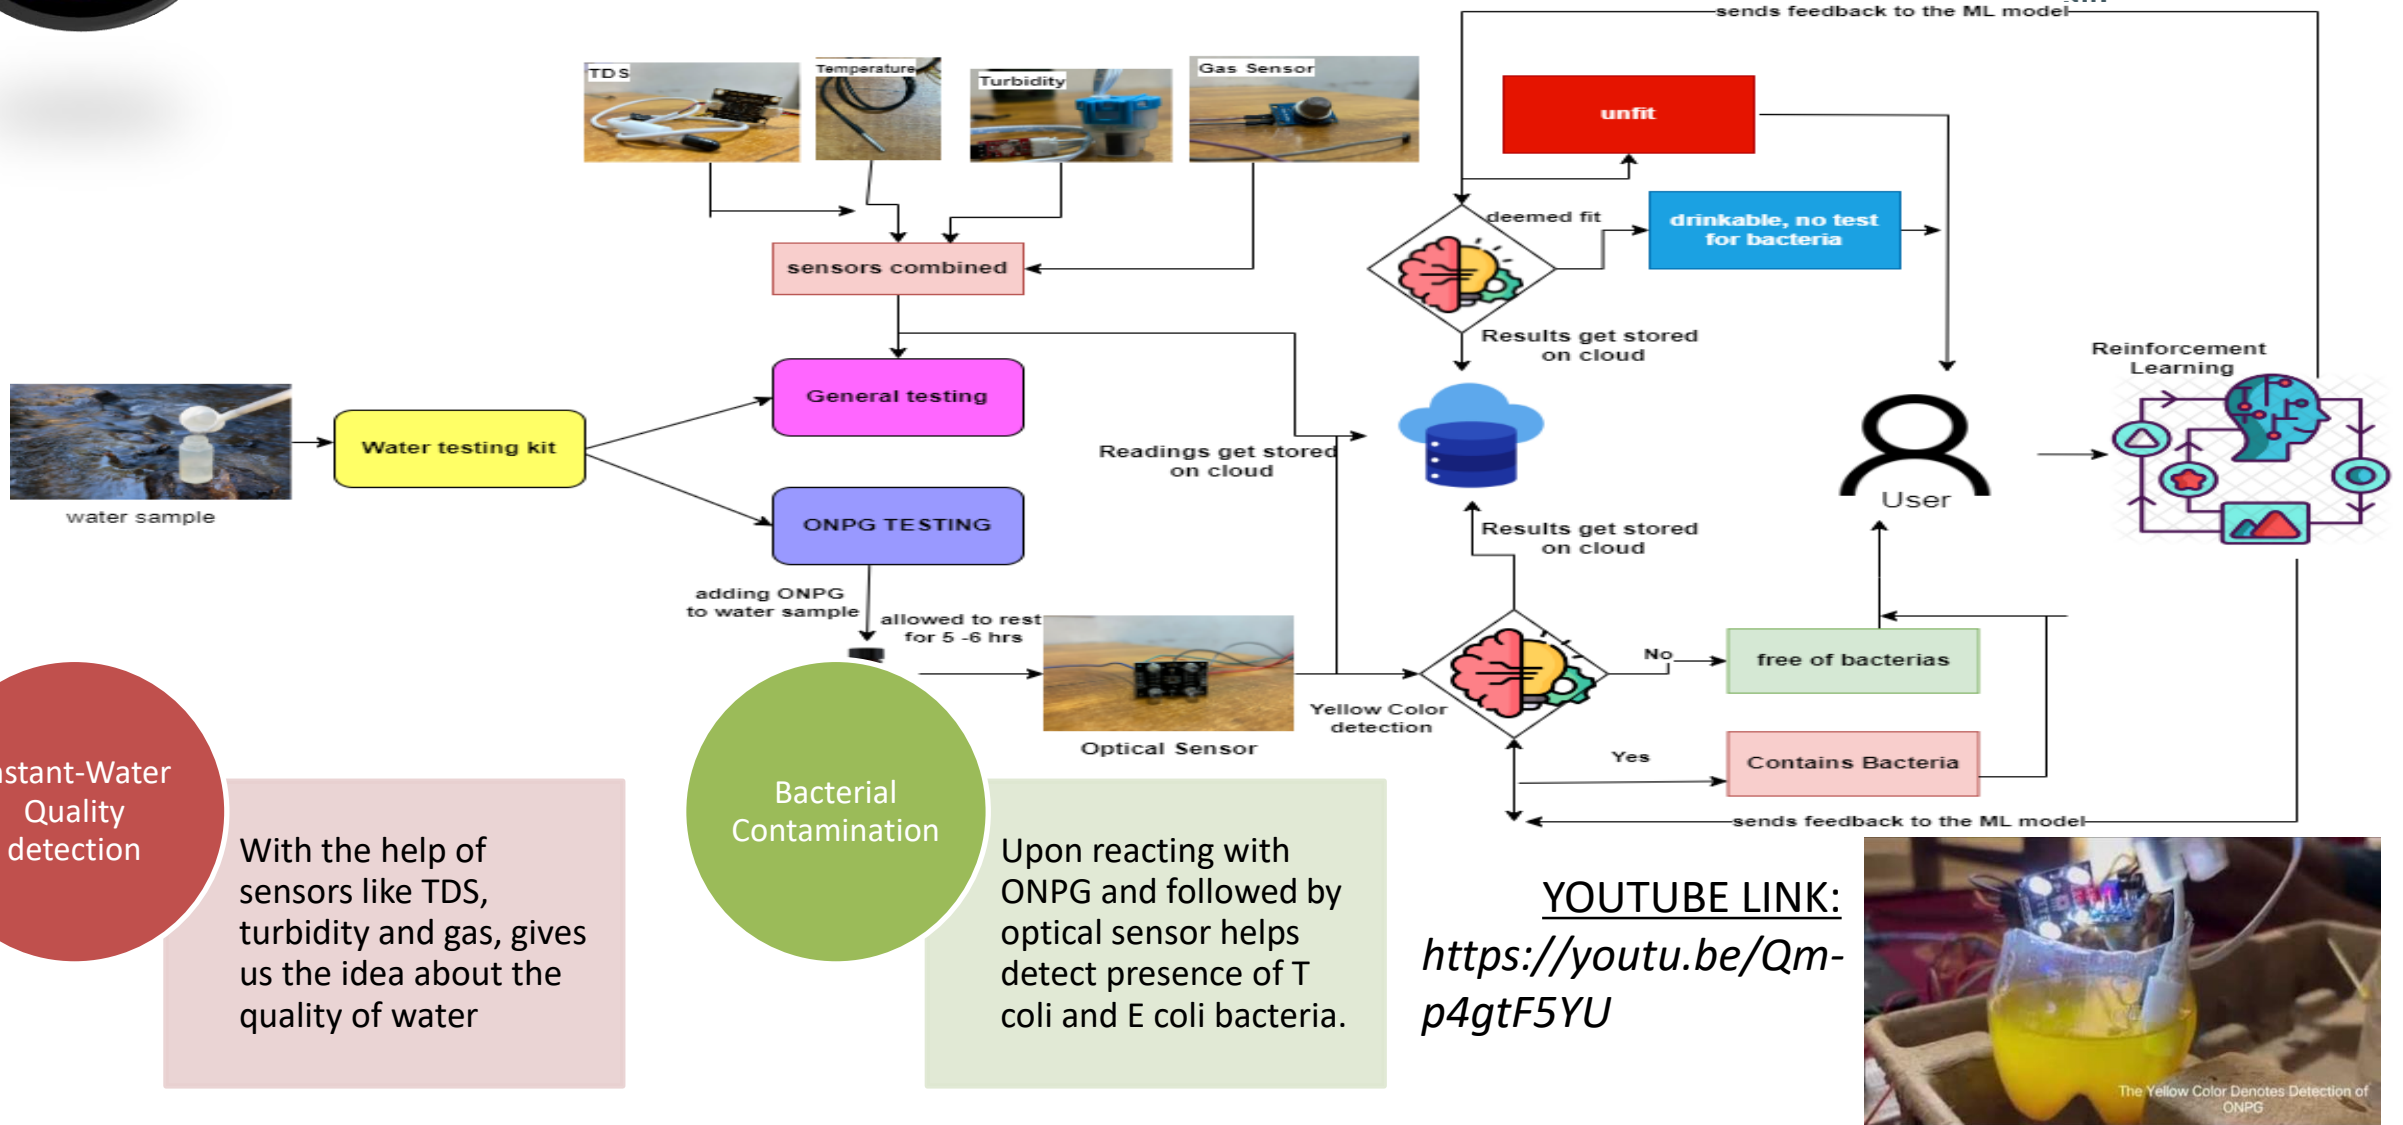 sends feedback to the ML model
TDS
Temperature
Turbidity
Gas Sensor
unfit
deemed fit
drinkable, no test
for bacteria
sensors combined
Results get stored
on cloud
Reinforcement
Learning
General testing
Water testing kit
Readings get stored
on cloud
water sample
ONPG TESTING
User
Results get stored
on cloud
adding ONPG
to water sample
allowed to rest
for 5 -6 hrs
No
free of bacterias
Yellow Color
detection
Optical Sensor
Yes
Contains Bacteria
sends feedback to the ML model
Quality
detection
With the help of
sensors like TDS,
turbidity and gas, gives
us the idea about the
quality of water
Bacterial
Contamination
Upon reacting with
ONPG and followed by
optical sensor helps
detect presence of T
coli and E coli bacteria.
YOUTUBE LINK:
https://youtu.be/Qm-
p4gtF5YU
The Yellow Color Denotes Detection of
ONPG